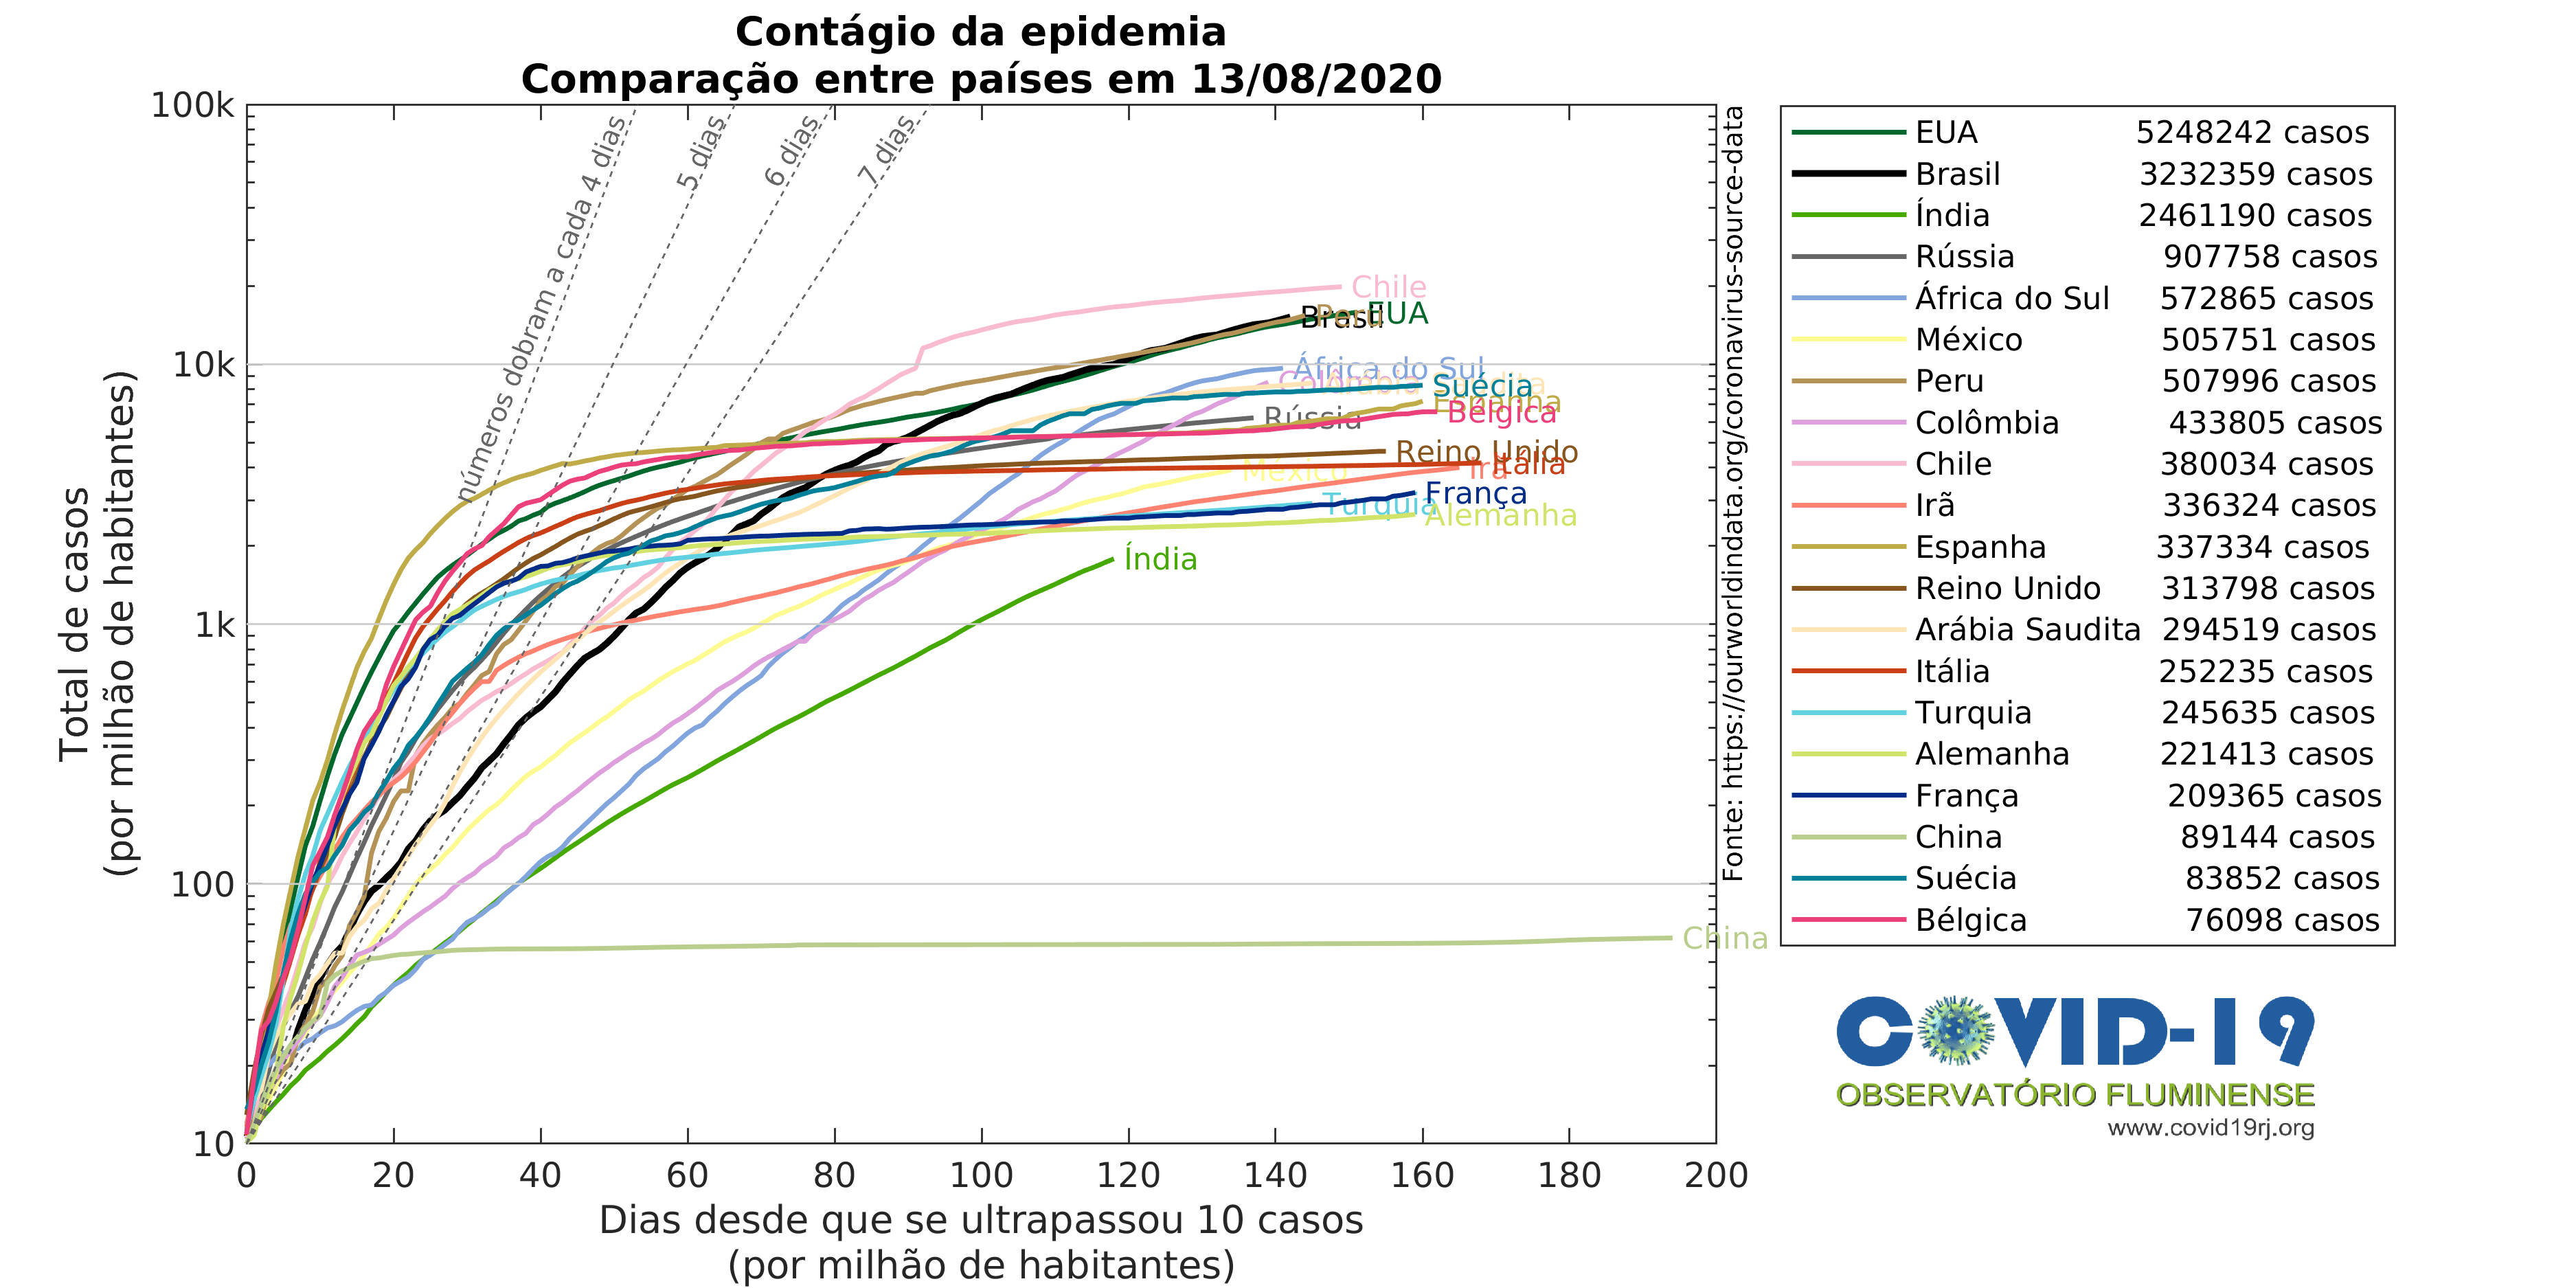 Contágio da epidemia
Comparação entre países em 13/08/2020
100k
10k
1k
100
10
Total de casos
(por milhão de habitantes)
0 20 40 60 80 100 120 140 160 180 200
Dias desde que se ultrapassou 10 casos
(por milhão de habitantes)
números dobram a cada 4 dias
5 dias
6 dias
7 dias
Chile
Brasil
Peru
EUA
África do Sul
Colômbia
Arábia Saudita
Suécia
Espanha
Bélgica
Rússia
Reino Unido
México
Irã
Itália
França
Turquia
Alemanha
Índia
China
Fonte: https://ourworldindata.org/coronavirus-source-data
EUA 5248242 casos
Brasil 3232359 casos
Índia 2461190 casos
Rússia 907758 casos
África do Sul 572865 casos
México 505751 casos
Peru 507996 casos
Colômbia 433805 casos
Chile 380034 casos
Irã 336324 casos
Espanha 337334 casos
Reino Unido 313798 casos
Arábia Saudita 294519 casos
Itália 252235 casos
Turquia 245635 casos
Alemanha 221413 casos
França 209365 casos
China 89144 casos
Suécia 83852 casos
Bélgica 76098 casos
COVID-19
OBSERVATÓRIO FLUMINENSE
www.covid19rj.org